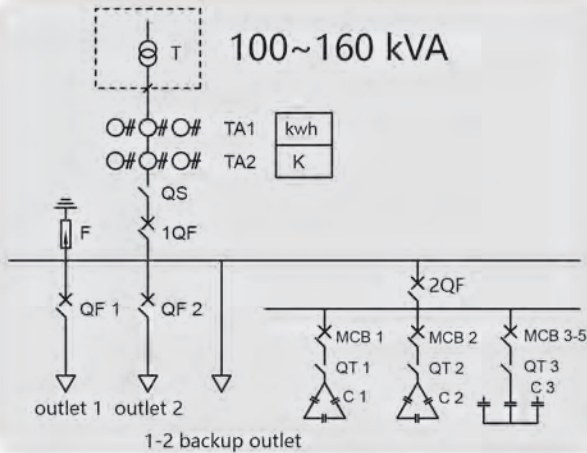 T
100~160 kVA
TA1
kwh
TA2
K
QS
F
1QF
2QF
QF 1
QF 2
MCB 1
MCB 2
MCB 3-5
QT 1
QT 2
QT 3
C 1
C 2
C 3
outlet 1
outlet 2
1-2 backup outlet